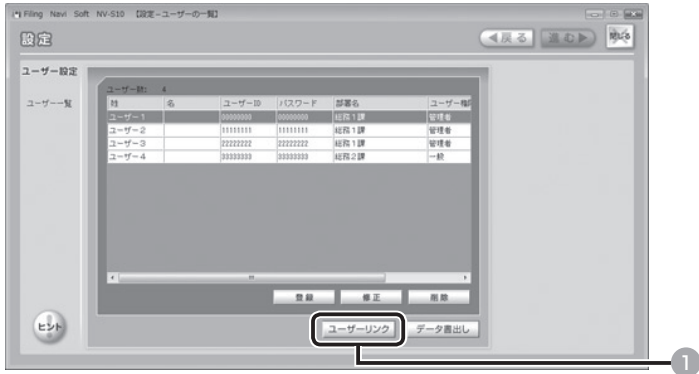 Filing Navi Soft NV-S10 【設定-ユーザーの一覧】
設定
◀戻る 進む▶ 閉じる
ユーザー設定
ユーザー一覧
ユーザー数: 4
姓 名 ユーザーID パスワード 部署名 ユーザー権限
ユーザー1 00000000 00000000 総務1課 管理者
ユーザー2 11111111 11111111 総務1課 管理者
ユーザー3 22222222 22222222 総務1課 管理者
ユーザー4 33333333 33333333 総務2課 一般
登録 修正 削除
ヒント
ユーザーリンク データ書出し
1